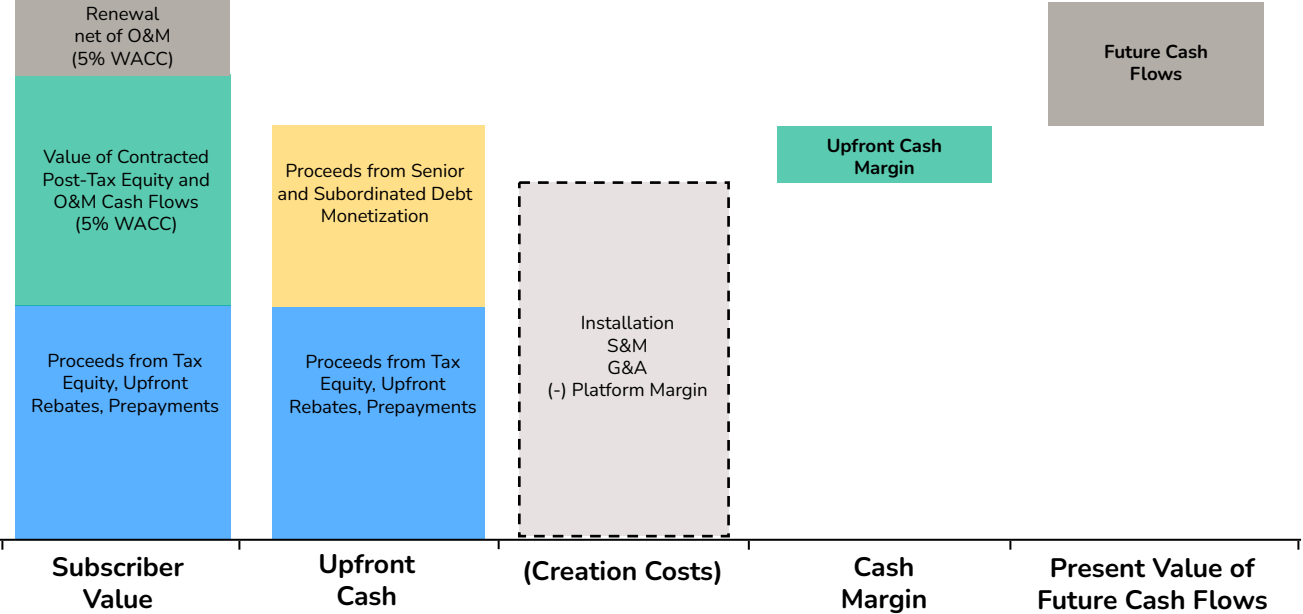 Renewal
net of O&M
(5% WACC)
Value of Contracted
Post-Tax Equity and
O&M Cash Flows
(5% WACC)
Proceeds from Tax
Equity, Upfront
Rebates, Prepayments
Proceeds from Senior
and Subordinated Debt
Monetization
Proceeds from Tax
Equity, Upfront
Rebates, Prepayments
Installation
S&M
G&A
(-) Platform Margin
Upfront Cash
Margin
Future Cash
Flows
Subscriber
Value
Upfront
Cash
(Creation Costs)
Cash
Margin
Present Value of
Future Cash Flows